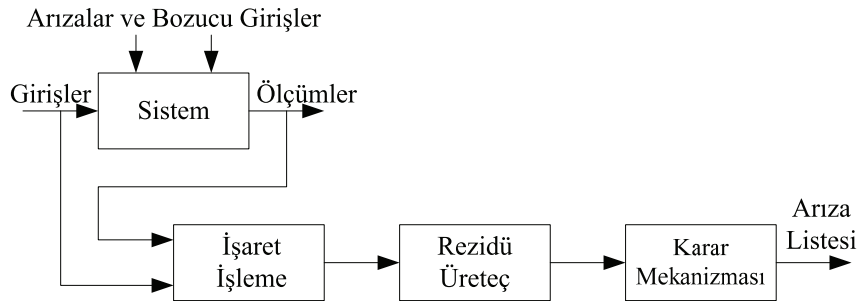 Arızalar ve Bozucu Girişler
Girişler
Sistem
Ölçümler
İşaret
İşleme
Rezidü
Üreteç
Karar
Mekanizması
Arıza
Listesi